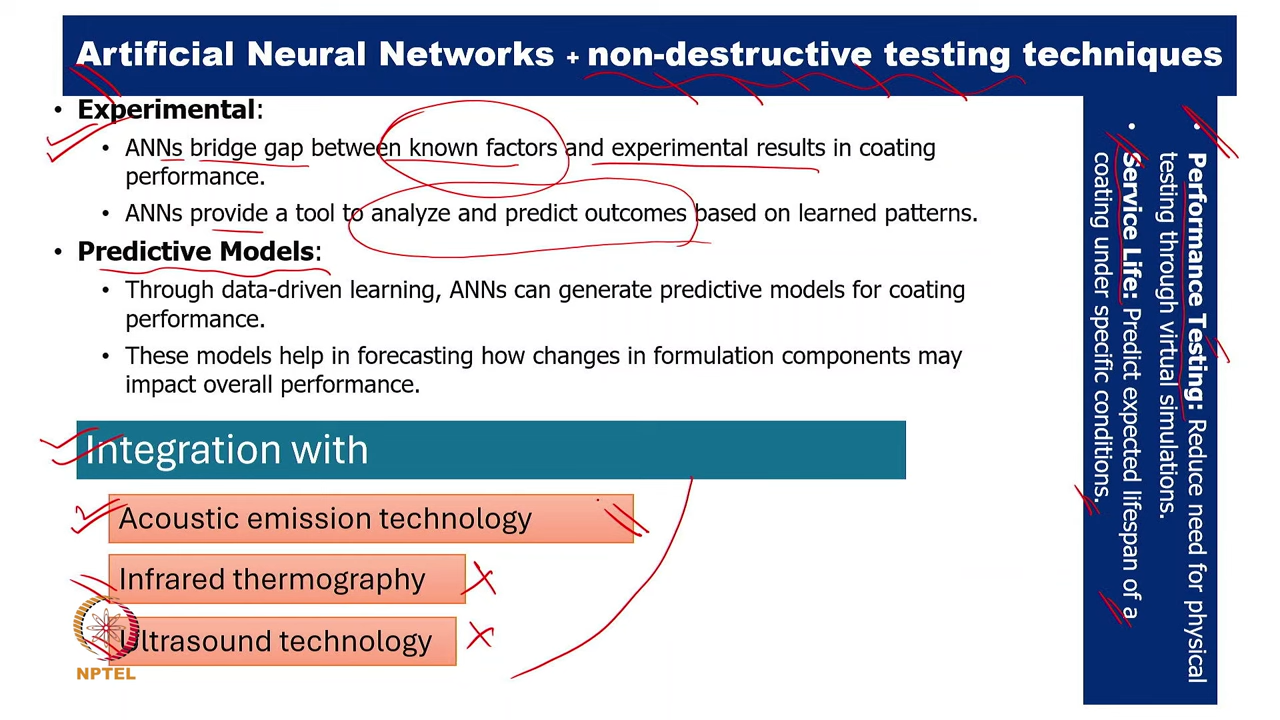 Artificial Neural Networks + non-destructive testing techniques
• Experimental:
• ANNs bridge gap between known factors and experimental results in coating
performance.
• ANNs provide a tool to analyze and predict outcomes based on learned patterns.
• Predictive Models:
• Through data-driven learning, ANNs can generate predictive models for coating
performance.
• These models help in forecasting how changes in formulation components may
impact overall performance.
Integration with
Acoustic emission technology
Infrared thermography
Ultrasound technology
NPTEL
• Performance Testing: Reduce need for physical
testing through virtual simulations.
• Service Life: Predict expected lifespan of a
coating under specific conditions.